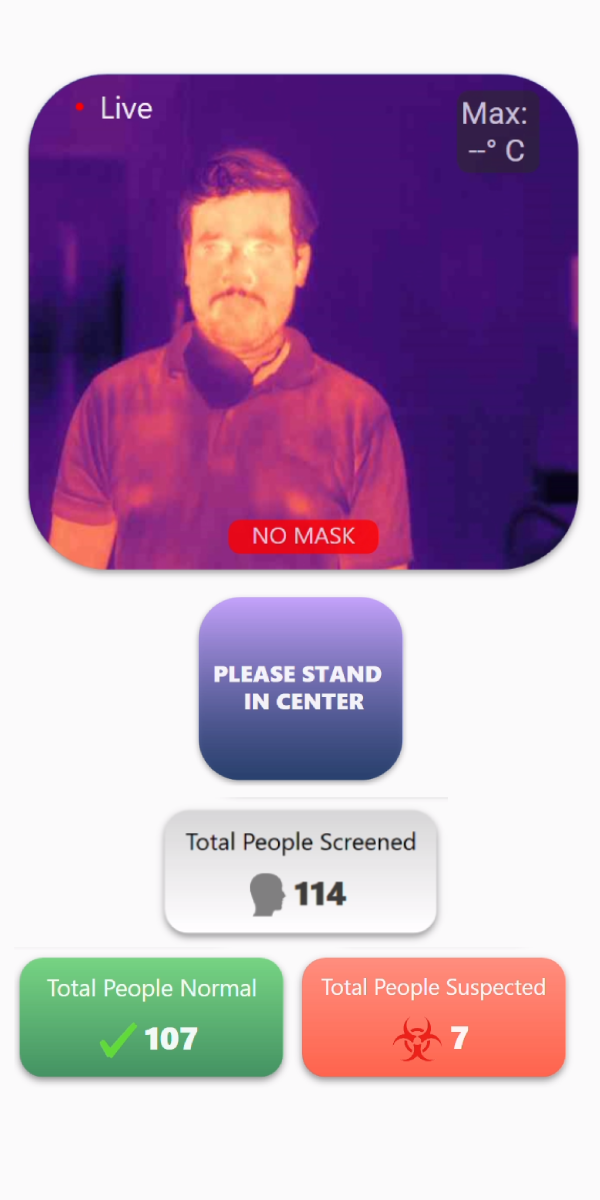 Live
Max:
--° C
NO MASK
PLEASE STAND
IN CENTER
Total People Screened
114
Total People Normal
107
Total People Suspected
7